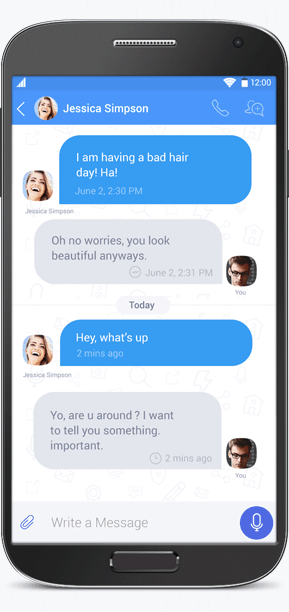 12:00
Jessica Simpson
I am having a bad hair
day! Ha!
June 2, 2:30 PM
Jessica Simpson
Oh no worries, you look
beautiful anyways.
June 2, 2:31 PM
You
Today
Hey, what's up
2 mins ago
Jessica Simpson
Yo, are u around ? I want
to tell you something.
important.
2 mins ago
You
Write a Message